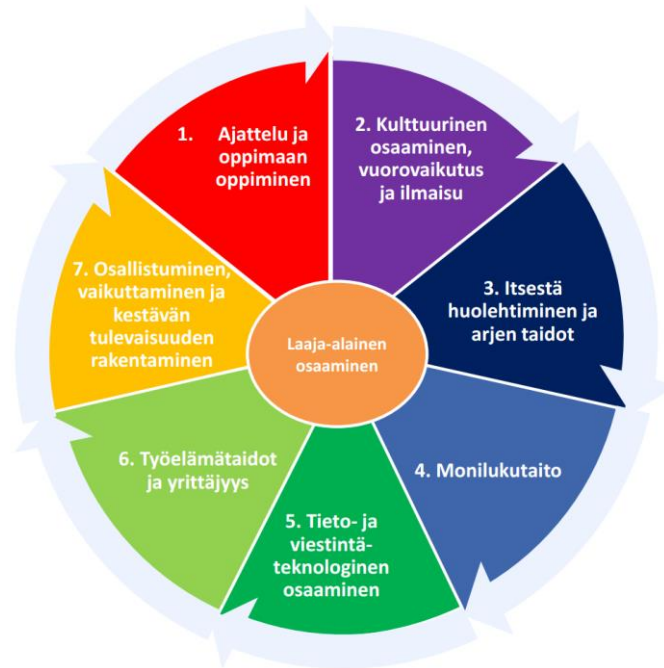 1. Ajattelu ja
oppimaan
oppiminen
2. Kulttuurinen
osaaminen,
vuorovaikutus
ja ilmaisu
3. Itsestä
huolehtiminen ja
arjen taidot
4. Monilukutaito
5. Tieto- ja
viestintä-
teknologinen
osaaminen
6. Työelämätaidot
ja yrittäjyys
7. Osallistuminen,
vaikuttaminen ja
kestävän
tulevaisuuden
rakentaminen
Laaja-alainen
osaaminen